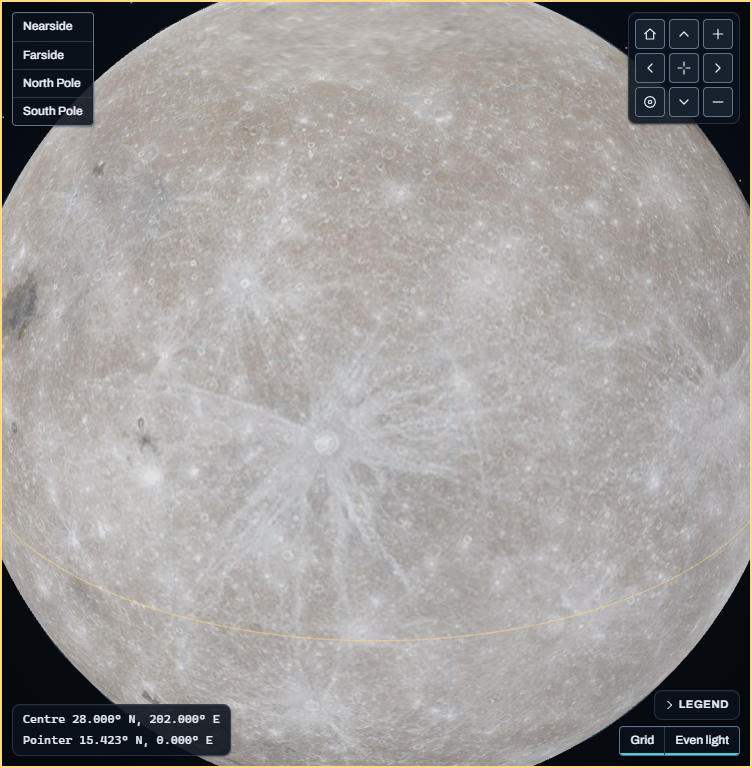 Nearside
Farside
North Pole
South Pole
LEGEND
Centre 28.000° N, 202.000° E
Pointer 15.423° N, 0.000° E
Grid
Even light